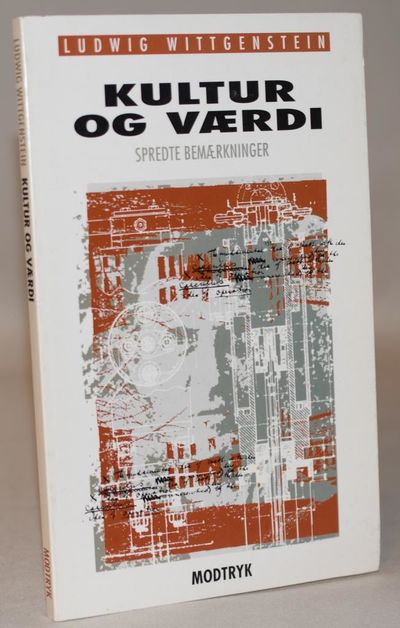 LUDWIG WITTGENSTEIN
KULTUR
OG VÆRDI
SPREDTE BEMÆRKNINGER
MODTRYK
LUDWIG WITTGENSTEIN KULTUR OG VÆRDI
MODTRYK